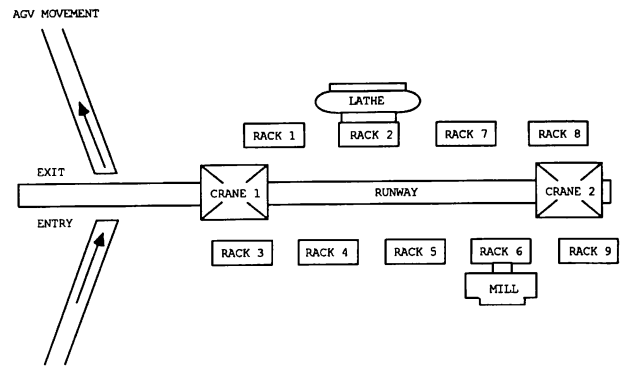 AGV MOVEMENT
LATHE
RACK 1
RACK 2
RACK 7
RACK 8
EXIT
CRANE 1
RUNWAY
CRANE 2
ENTRY
RACK 3
RACK 4
RACK 5
RACK 6
RACK 9
MILL